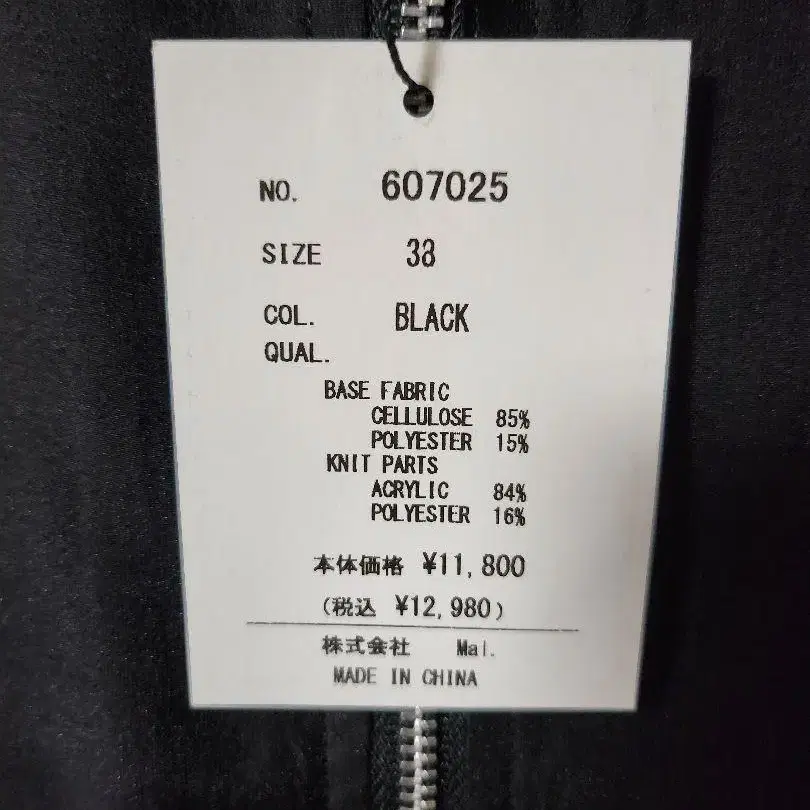 NO. 607025
SIZE 38
COL. BLACK
QUAL.
BASE FABRIC
CELLULOSE 85%
POLYESTER 15%
KNIT PARTS
ACRYLIC 84%
POLYESTER 16%
本体価格 ¥11,800
(税込 ¥12,980)
株式会社 Mal.
MADE IN CHINA